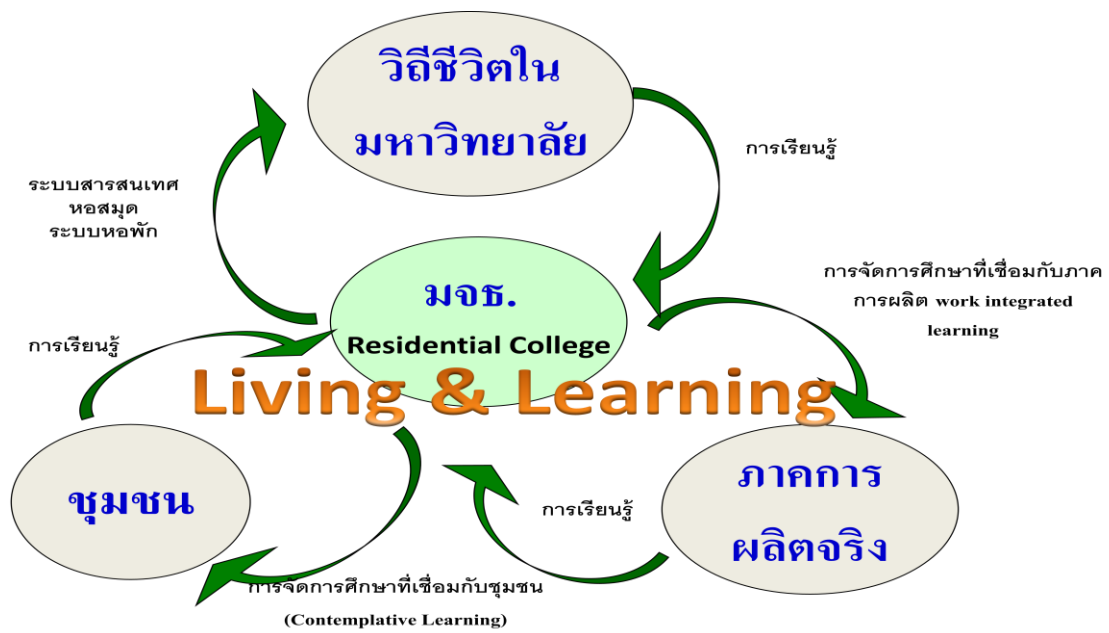 วิถีชีวิตใน
มหาวิทยาลัย
การเรียนรู้
ระบบสารสนเทศ
หอสมุด
ระบบหอพัก
มจธ.
Residential College
การจัดการศึกษาที่เชื่อมกับภาค
การผลิต work integrated
learning
การเรียนรู้
Living & Learning
ชุมชน
ภาคการ
ผลิตจริง
การเรียนรู้
การจัดการศึกษาที่เชื่อมกับชุมชน
(Contemplative Learning)